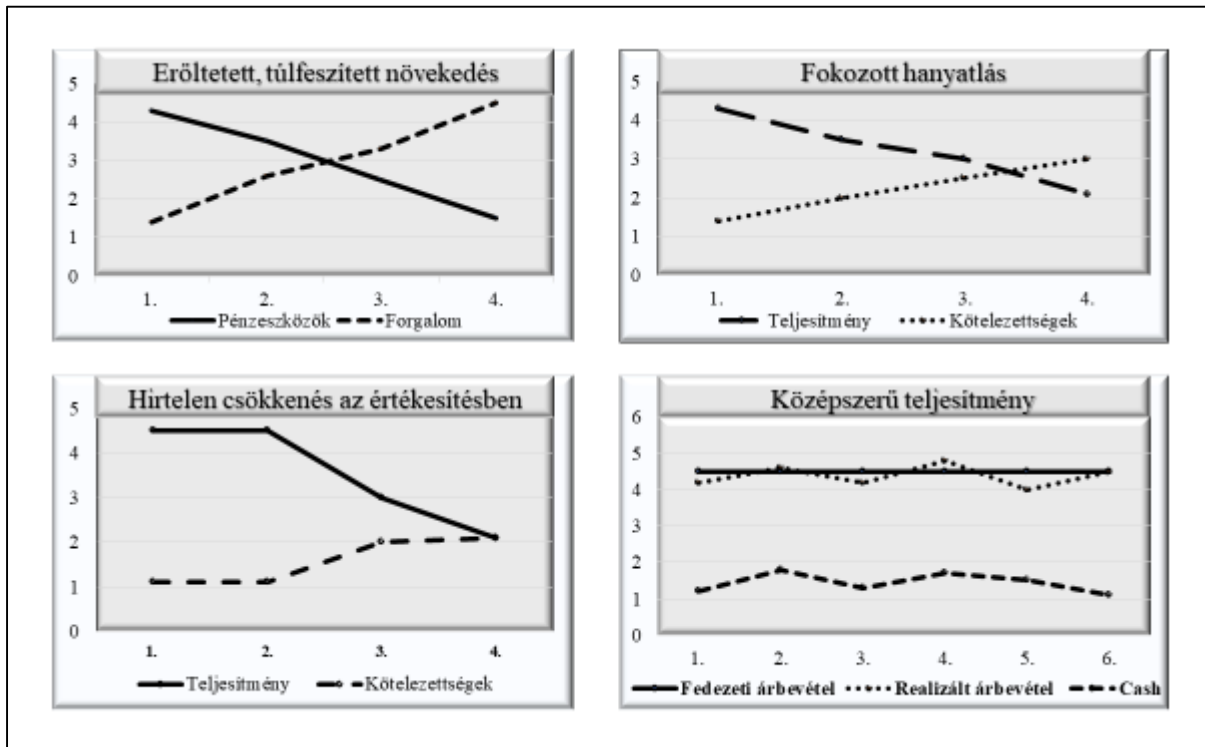 Erőltetett, túlfeszített növekedés
5
4
3
2
1
0
1. 2. 3. 4.
Pénzeszközök Forgalom
Fokozott hanyatlás
5
4
3
2
1
0
1. 2. 3. 4.
Teljesítmény Kötelezettségek
Hirtelen csökkenés az értékesítésben
5
4
3
2
1
0
1. 2. 3. 4.
Teljesítmény Kötelezettségek
Középszerű teljesítmény
6
5
4
3
2
1
0
1. 2. 3. 4. 5. 6.
Fedezeti árbevétel Realizált árbevétel Cash